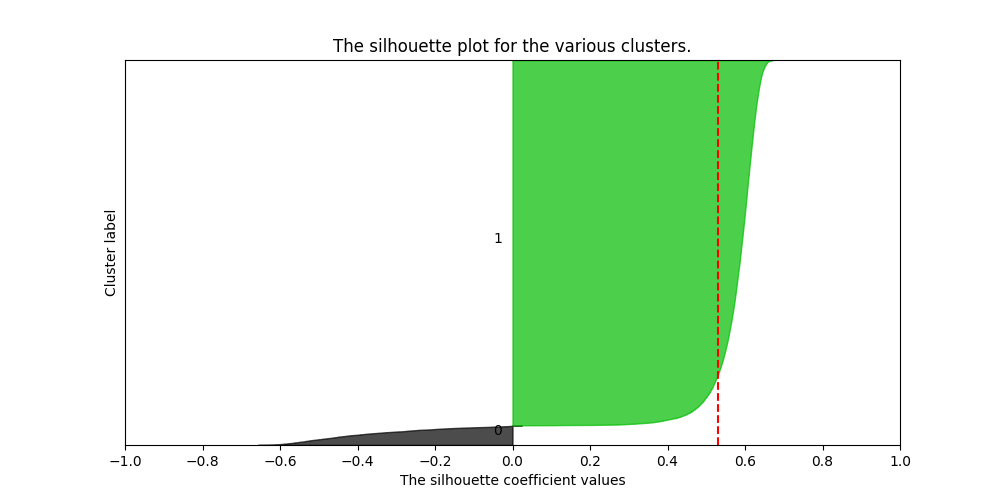 The silhouette plot for the various clusters.
Cluster label
1
0
−1.0 −0.8 −0.6 −0.4 −0.2 0.0 0.2 0.4 0.6 0.8 1.0
The silhouette coefficient values